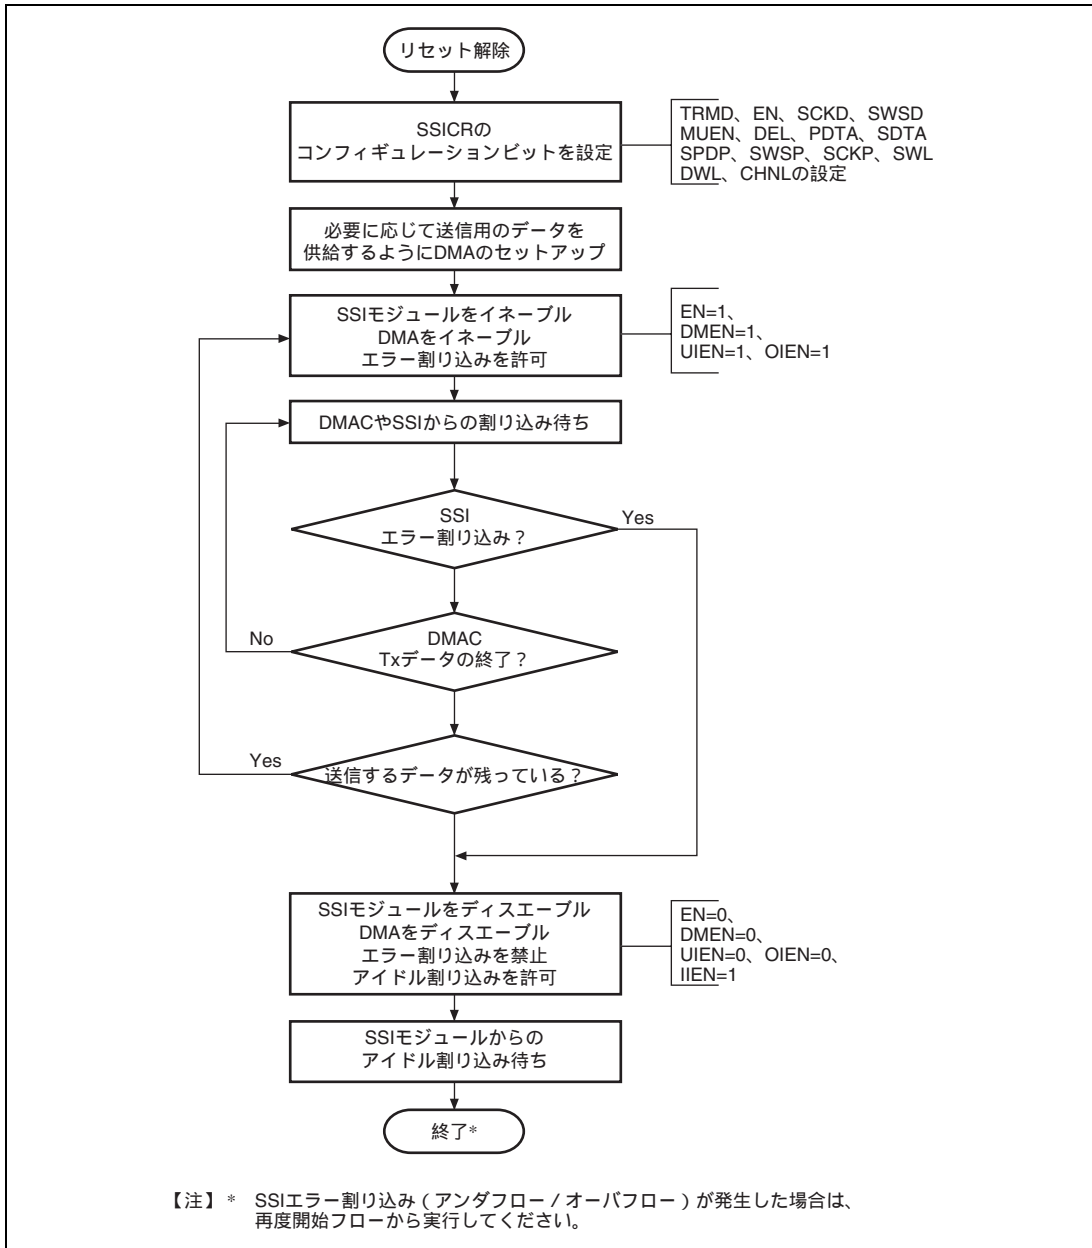 リセット解除
SSICRの
コンフィギュレーションビットを設定
TRMD、EN、SCKD、SWSD
MUEN、DEL、PDTA、SDTA
SPDP、SWSP、SCKP、SWL
DWL、CHNLの設定
必要に応じて送信用のデータを
供給するようにDMAのセットアップ
SSIモジュールをイネーブル
DMAをイネーブル
エラー割り込みを許可
EN=1、
DMEN=1、
UIEN=1、OIEN=1
DMACやSSIからの割り込み待ち
SSI
エラー割り込み？
Yes
DMAC
Txデータの終了？
No
送信するデータが残っている？
Yes
SSIモジュールをディスエーブル
DMAをディスエーブル
エラー割り込みを禁止
アイドル割り込みを許可
EN=0、
DMEN=0、
UIEN=0、OIEN=0、
IIEN=1
SSIモジュールからの
アイドル割り込み待ち
終了*
【注】* SSIエラー割り込み（アンダフロー／オーバフロー）が発生した場合は、
再度開始フローから実行してください。